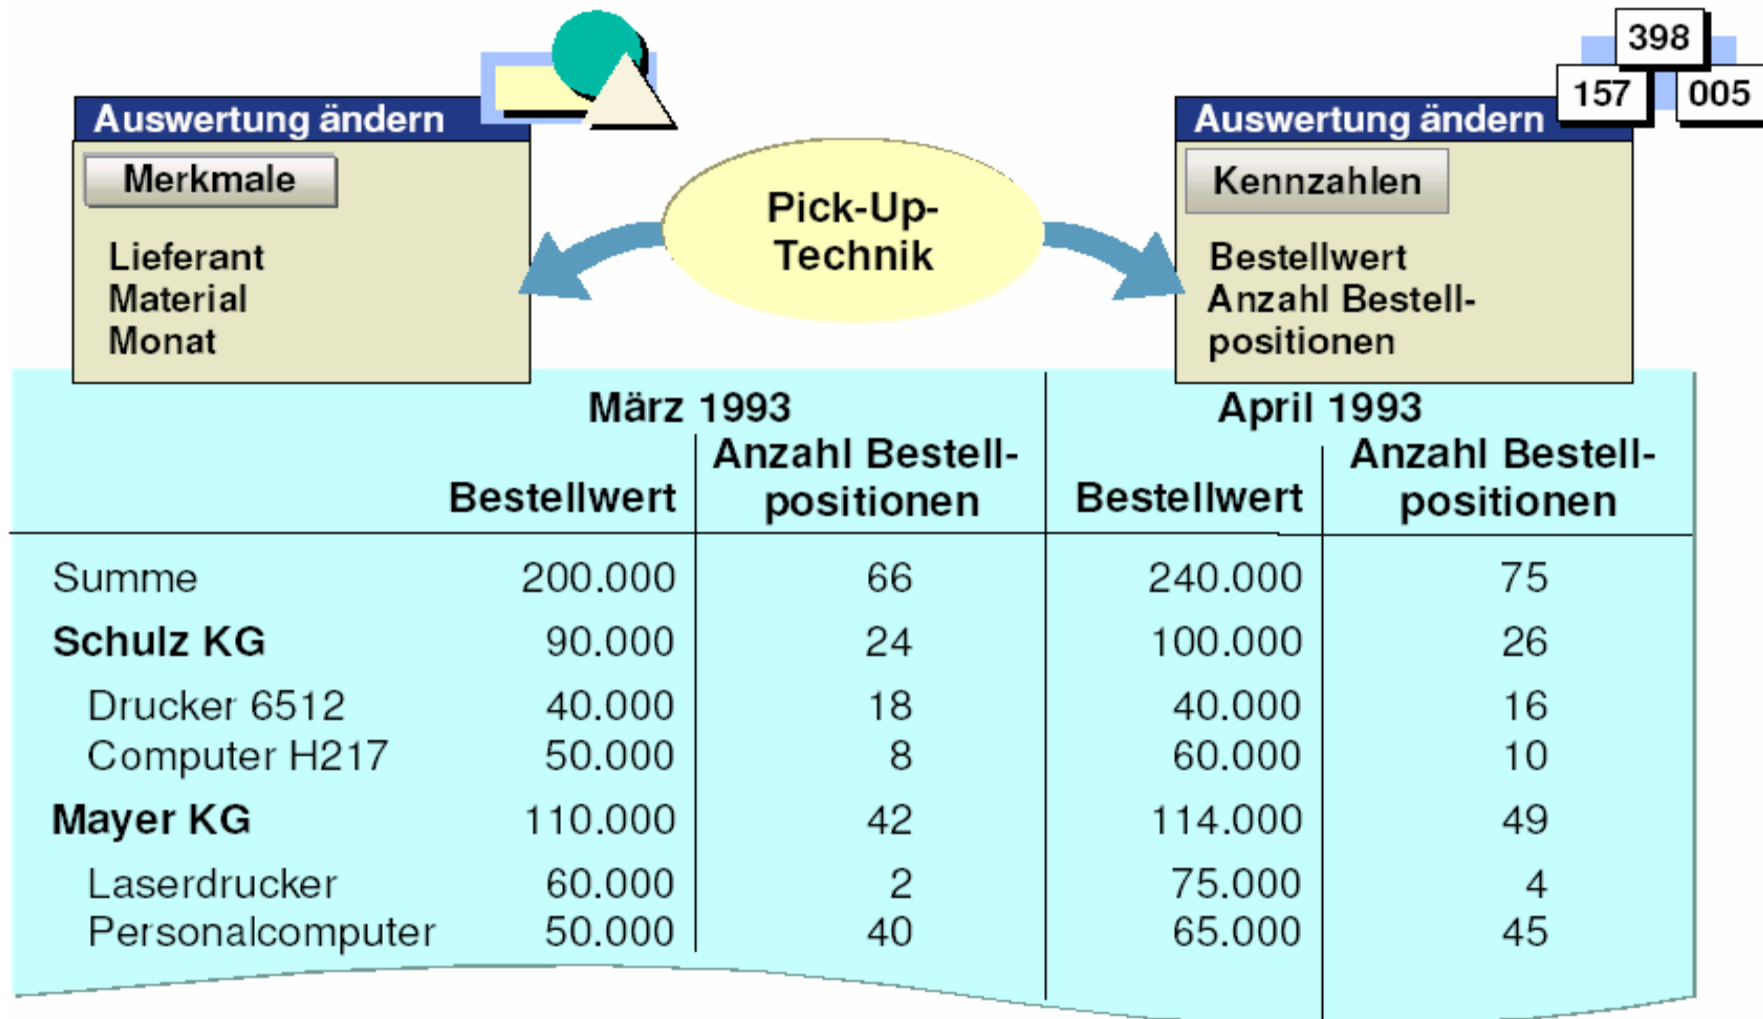 398
157 005
Auswertung ändern
Merkmale
Lieferant
Material
Monat
Pick-Up-
Technik
Auswertung ändern
Kennzahlen
Bestellwert
Anzahl Bestell-
positionen
März 1993 April 1993
Anzahl Bestell- Anzahl Bestell-
Bestellwert positionen Bestellwert positionen
Summe 200.000 66 240.000 75
Schulz KG 90.000 24 100.000 26
Drucker 6512 40.000 18 40.000 16
Computer H217 50.000 8 60.000 10
Mayer KG 110.000 42 114.000 49
Laserdrucker 60.000 2 75.000 4
Personalcomputer 50.000 40 65.000 45